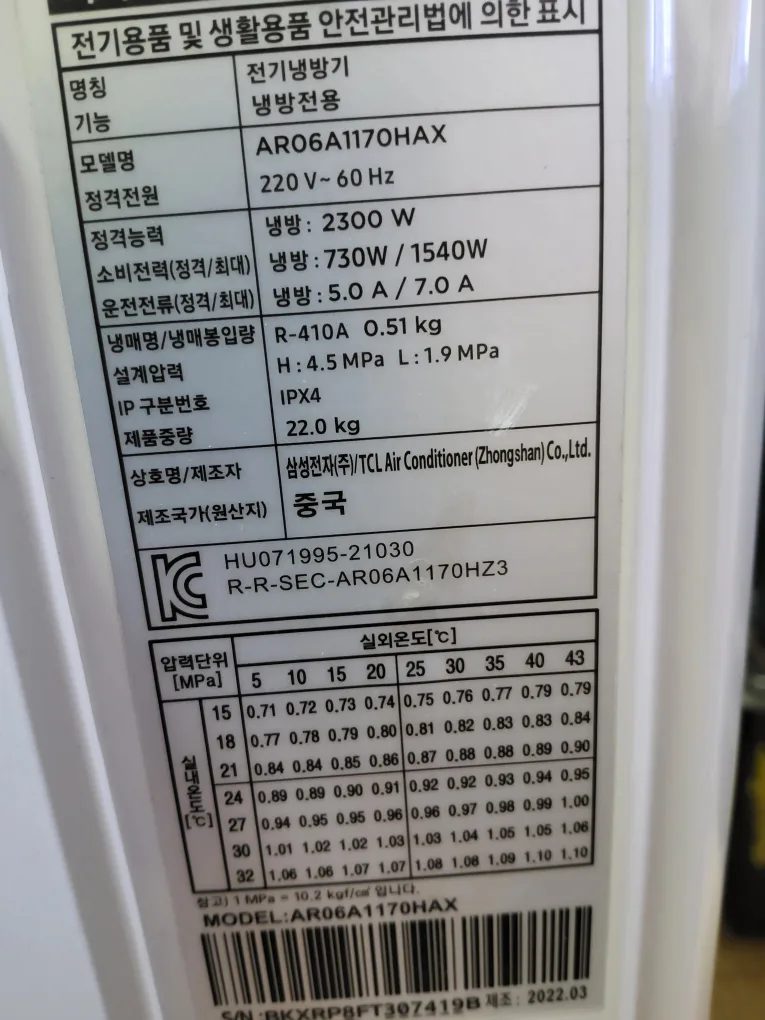 전기용품 및 생활용품 안전관리법에 의한 표시
명칭 전기냉방기
기능 냉방전용
모델명 AR06A1170HAX
정격전원 220 V~ 60 Hz
정격능력 냉방 : 2300 W
소비전력(정격/최대) 냉방 : 730W / 1540W
운전전류(정격/최대) 냉방 : 5.0 A / 7.0 A
냉매명/냉매봉입량 R-410A 0.51 kg
설계압력 H : 4.5 MPa L : 1.9 MPa
IP 구분번호 IPX4
제품중량 22.0 kg
상호명/제조자 삼성전자(주)/TCL Air Conditioner (Zhongshan) Co.,Ltd.
제조국가(원산지) 중국
HU071995-21030
R-R-SEC-AR06A1170HZ3
압력단위 [MPa] 실외온도[℃]
5 10 15 20 25 30 35 40 43
실내온도[℃]
15 0.71 0.72 0.73 0.74 0.75 0.76 0.77 0.79 0.79
18 0.77 0.78 0.79 0.80 0.81 0.82 0.83 0.83 0.84
21 0.84 0.84 0.85 0.86 0.87 0.88 0.88 0.89 0.90
24 0.89 0.89 0.90 0.91 0.92 0.92 0.93 0.94 0.95
27 0.94 0.95 0.95 0.96 0.96 0.97 0.98 0.99 1.00
30 1.01 1.02 1.02 1.03 1.03 1.04 1.05 1.05 1.06
32 1.06 1.06 1.07 1.07 1.08 1.08 1.09 1.10 1.10
참고) 1 MPa = 10.2 kgf/㎠ 입니다.
MODEL:AR06A1170HAX
S/N :BKXRP8FT307419B 제조 : 2022.03